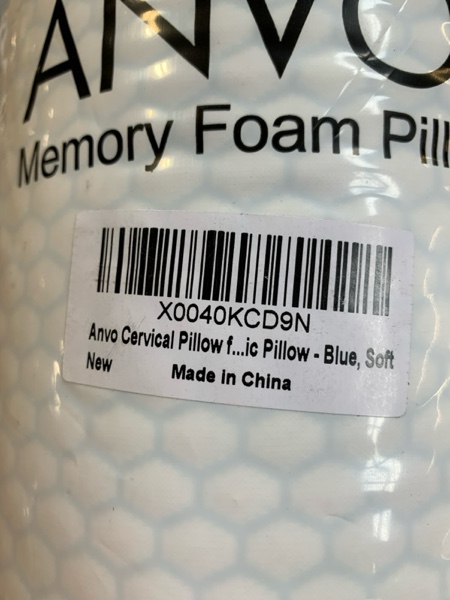 ANVO
Memory Foam Pill
X0040KCD9N
Anvo Cervical Pillow f...ic Pillow - Blue, Soft
New
Made in China